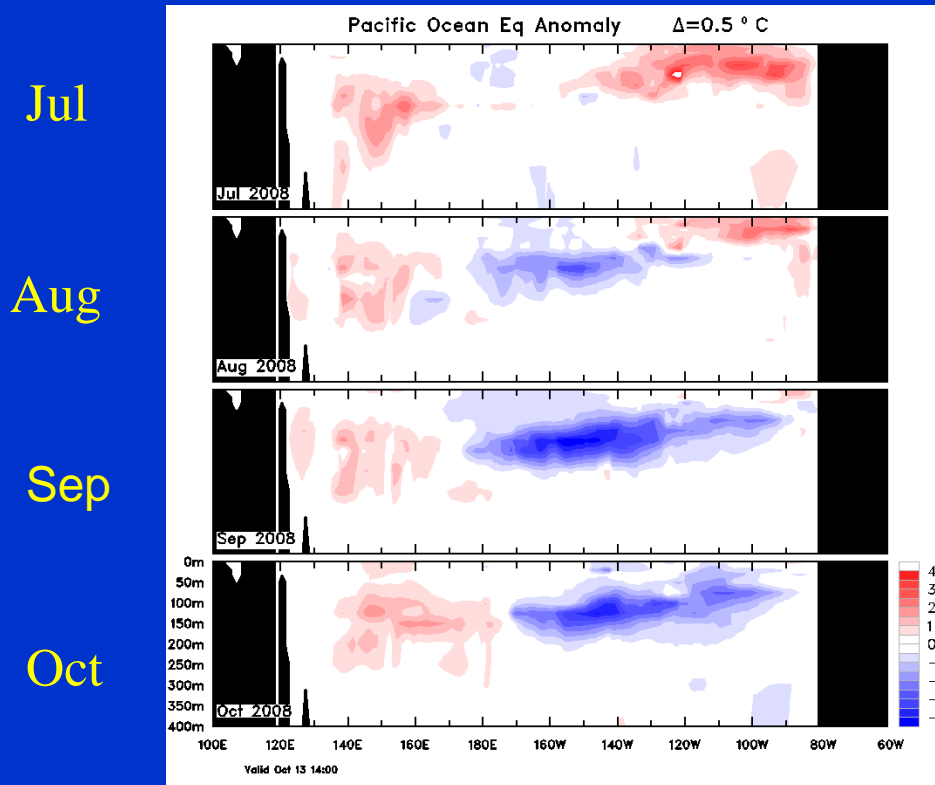 Pacific Ocean Eq Anomaly Δ=0.5 ° C
Jul
Jul 2008
Aug
Aug 2008
Sep
Sep 2008
0m
50m
100m
150m
200m
250m
300m
350m
400m
Oct
Oct 2008
4
3
2
1
0
-
-
-
-
100E 120E 140E 160E 180E 160W 140W 120W 100W 80W 60W
Valid Oct 13 14:00